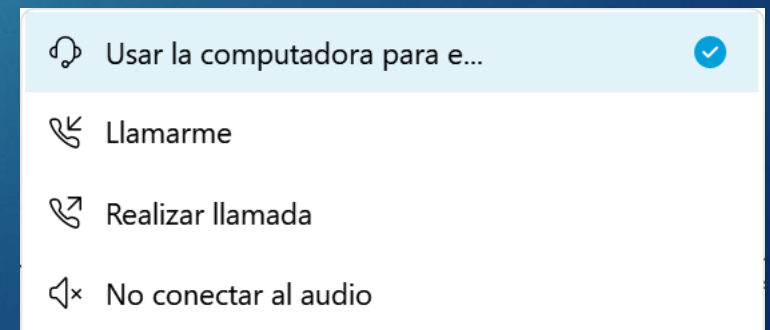 Usar la computadora para e...
Llamarme
Realizar llamada
No conectar al audio